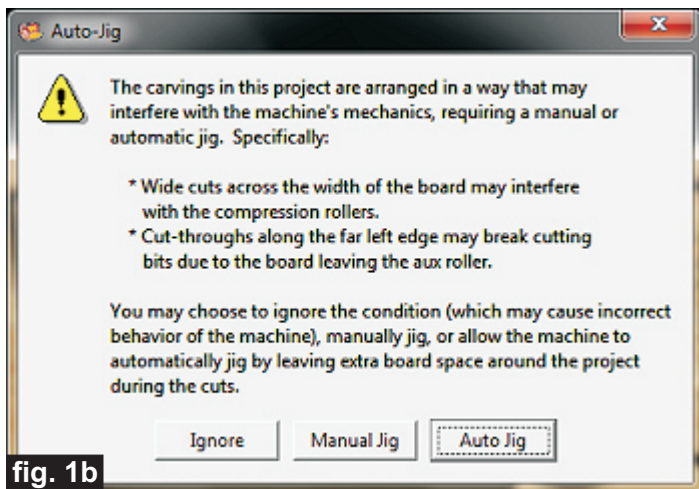 Auto-Jig
The carvings in this project are arranged in a way that may
interfere with the machine's mechanics, requiring a manual or
automatic jig.  Specifically:
* Wide cuts across the width of the board may interfere
with the compression rollers.
* Cut-throughs along the far left edge may break cutting
bits due to the board leaving the aux roller.
You may choose to ignore the condition (which may cause incorrect
behavior of the machine), manually jig, or allow the machine to
automatically jig by leaving extra board space around the project
during the cuts.
Ignore Manual Jig Auto Jig
fig. 1b